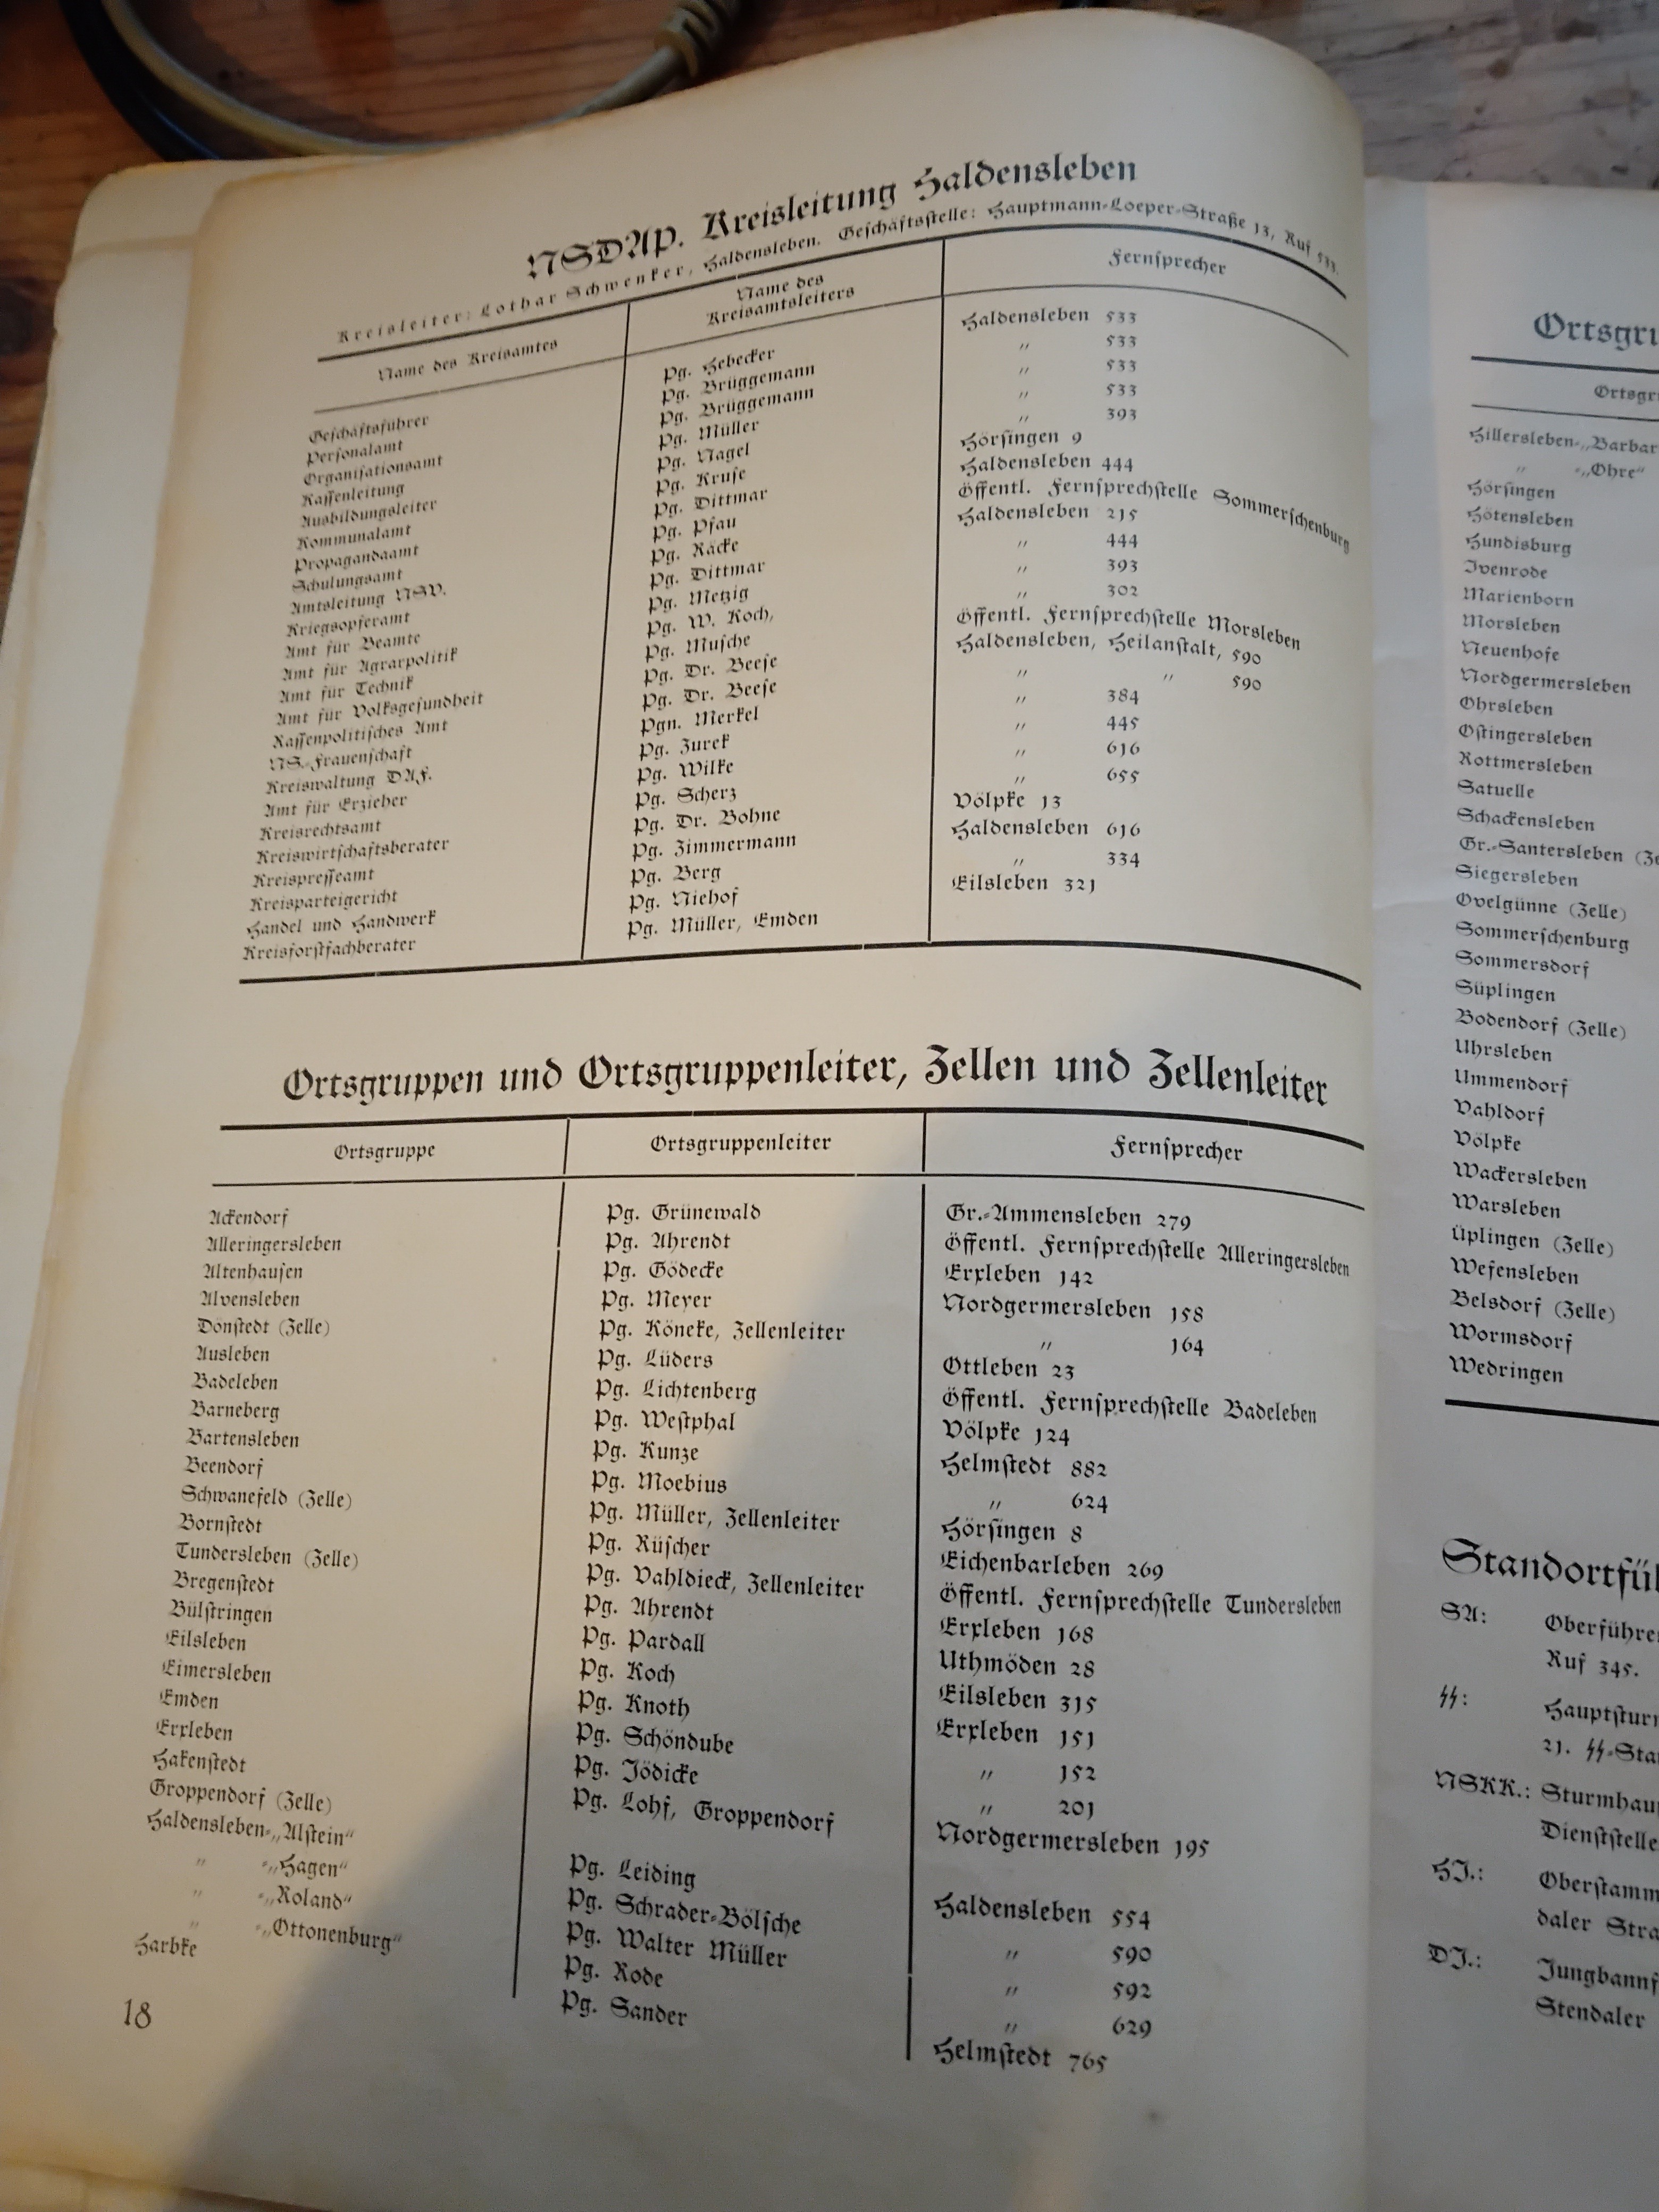 NSDAP. Kreisleitung Haldensleben
Kreisleiter: Lothar Schwenker, Haldensleben. Geschäftsstelle: Hauptmann-Loeper-Straße 13, Ruf 533.
Name des Kreisamtes Name des Kreisamtsleiters Fernsprecher
Geschäftsführer Pg. Hebecker Haldensleben 533
Personalamt Pg. Brüggemann " 533
Organisationsamt Pg. Brüggemann " 533
Kassenleitung Pg. Müller " 533
Ausbildungsleiter Pg. Nagel " 393
Kommunalamt Pg. Kruse Hörsingen 9
Propagandaamt Pg. Dittmar Haldensleben 444
Schulungsamt Pg. Pfau Öffentl. Fernsprechstelle Sommerschenburg
Amtsleitung NSV. Pg. Räcke Haldensleben 215
Kriegsopferamt Pg. Dittmar " 444
Amt für Beamte Pg. Metzig " 393
Amt für Agrarpolitik Pg. W. Koch, " 302
Amt für Technik Pg. Musche Öffentl. Fernsprechstelle Morsleben
Amt für Volksgesundheit Pg. Dr. Beese Haldensleben, Heilanstalt, 590
Rassenpolitisches Amt Pg. Dr. Beese " " 590
NS.-Frauenschaft Pgn. Merkel " 384
Kreiswaltung DAF. Pg. Zurek " 445
Amt für Erzieher Pg. Wilke " 616
Kreisrechtsamt Pg. Scherz " 655
Kreiswirtschaftsberater Pg. Dr. Bohne Völpke 13
Kreispresseamt Pg. Zimmermann Haldensleben 616
Kreisparteigericht Pg. Berg " 334
Handel und Handwerk Pg. Niehof Eilsleben 321
Kreisforstfachberater Pg. Müller, Emden
Ortsgruppen und Ortsgruppenleiter, Zellen und Zellenleiter
Ortsgruppe Ortsgruppenleiter Fernsprecher
Ackendorf Pg. Grünewald Gr.-Ammensleben 279
Alleringersleben Pg. Ahrendt Öffentl. Fernsprechstelle Alleringersleben
Altenhausen Pg. Gödecke Erxleben 142
Alvensleben Pg. Meyer Nordgermersleben 158
Dönstedt (Zelle) Pg. Köneke, Zellenleiter " 164
Ausleben Pg. Lüders Ottleben 23
Badeleben Pg. Lichtenberg Öffentl. Fernsprechstelle Badeleben
Barneberg Pg. Westphal Völpke 124
Bartensleben Pg. Kunze Helmstedt 882
Beendorf Pg. Moebius " 624
Schwanefeld (Zelle) Pg. Müller, Zellenleiter Hörsingen 8
Bornstedt Pg. Rüscher Eichenbarleben 269
Tundersleben (Zelle) Pg. Vahldieck, Zellenleiter Öffentl. Fernsprechstelle Tundersleben
Bregenstedt Pg. Ahrendt Erxleben 168
Bülstringen Pg. Pardall Uthmöden 28
Eilsleben Pg. Koch Eilsleben 315
Eimersleben Pg. Knoth Erxleben 151
Emden Pg. Schöndube " 152
Erxleben Pg. Jödicke " 201
Hakenstedt Pg. Lohf, Groppendorf Nordgermersleben 195
Groppendorf (Zelle)
Haldensleben-„Alstein“ Pg. Leiding Haldensleben 554
" -„Hagen“ Pg. Schrader-Bölsche " 590
" -„Roland“ Pg. Walter Müller " 592
" -„Ottonenburg“ Pg. Rode " 629
Harbke Pg. Sander Helmstedt 765
18
Ortsgru
Ortsgr
Hillersleben-„Barbar
" -„Ohre“
Hörsingen
Hötensleben
Hundisburg
Ivenrode
Marienborn
Morsleben
Neuenhofe
Nordgermersleben
Ohrsleben
Ostingersleben
Rottmersleben
Satuelle
Schackensleben
Gr.-Santersleben (Ze
Siegersleben
Ovelgünne (Zelle)
Sommerschenburg
Sommersdorf
Süplingen
Bodendorf (Zelle)
Uhrsleben
Ummendorf
Vahldorf
Völpke
Wackersleben
Warsleben
Üplingen (Zelle)
Wefensleben
Belsdorf (Zelle)
Wormsdorf
Wedringen
Standortfü
SA: Oberführe
Ruf 345.
SS: Hauptstur
21. SS-Sta
NSKK.: Sturmhau
Dienststelle
HJ.: Oberstamm
daler Stra
DJ.: Jungbannf
Stendaler